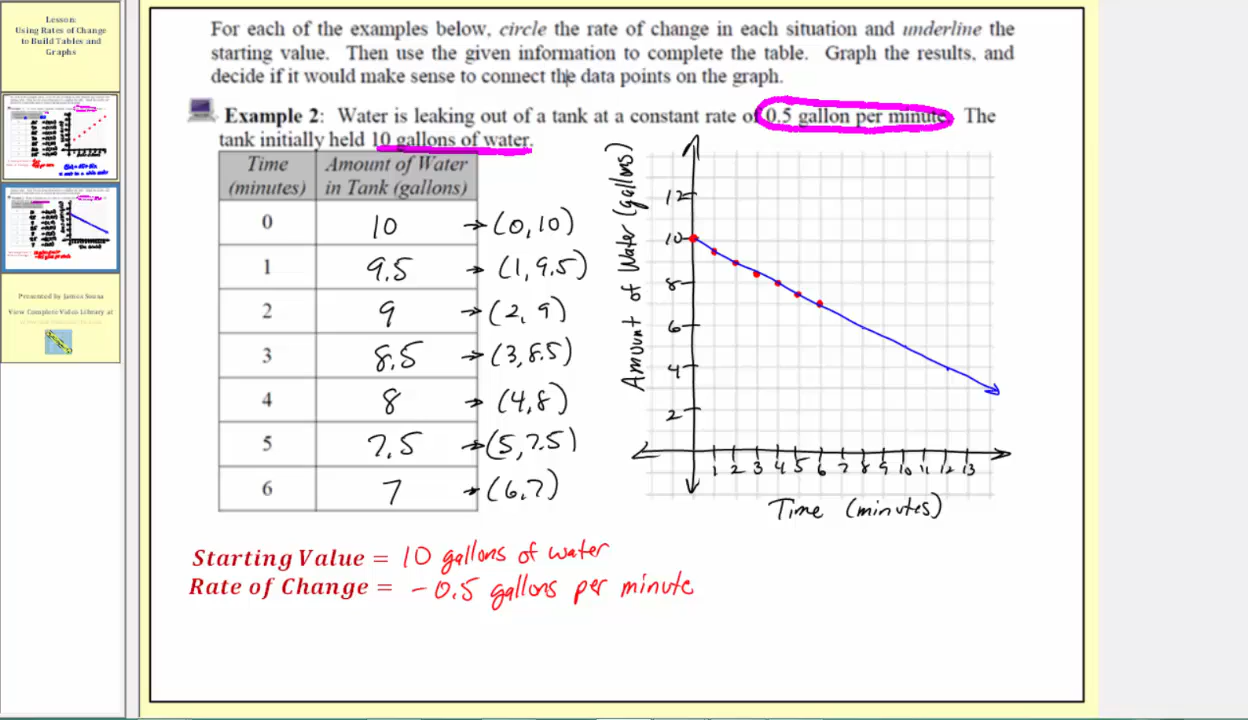 Lesson:
Using Rates of Change
to Build Tables and
Graphs
Presented by James Sousa
View Complete Video Library at
For each of the examples below, circle the rate of change in each situation and underline the
starting value. Then use the given information to complete the table. Graph the results, and
decide if it would make sense to connect the data points on the graph.
Example 2: Water is leaking out of a tank at a constant rate of 0.5 gallon per minute. The
tank initially held 10 gallons of water.
Time Amount of Water
(minutes) in Tank (gallons)
0 10 → (0, 10)
1 9.5 → (1, 9.5)
2 9 → (2, 9)
3 8.5 → (3, 8.5)
4 8 → (4, 8)
5 7.5 → (5, 7.5)
6 7 → (6, 7)
Amount of Water (gallons)
12
10
8
6
4
2
1 2 3 4 5 6 7 8 9 10 11 12 13
Time (minutes)
Starting Value = 10 gallons of water
Rate of Change = -0.5 gallons per minute